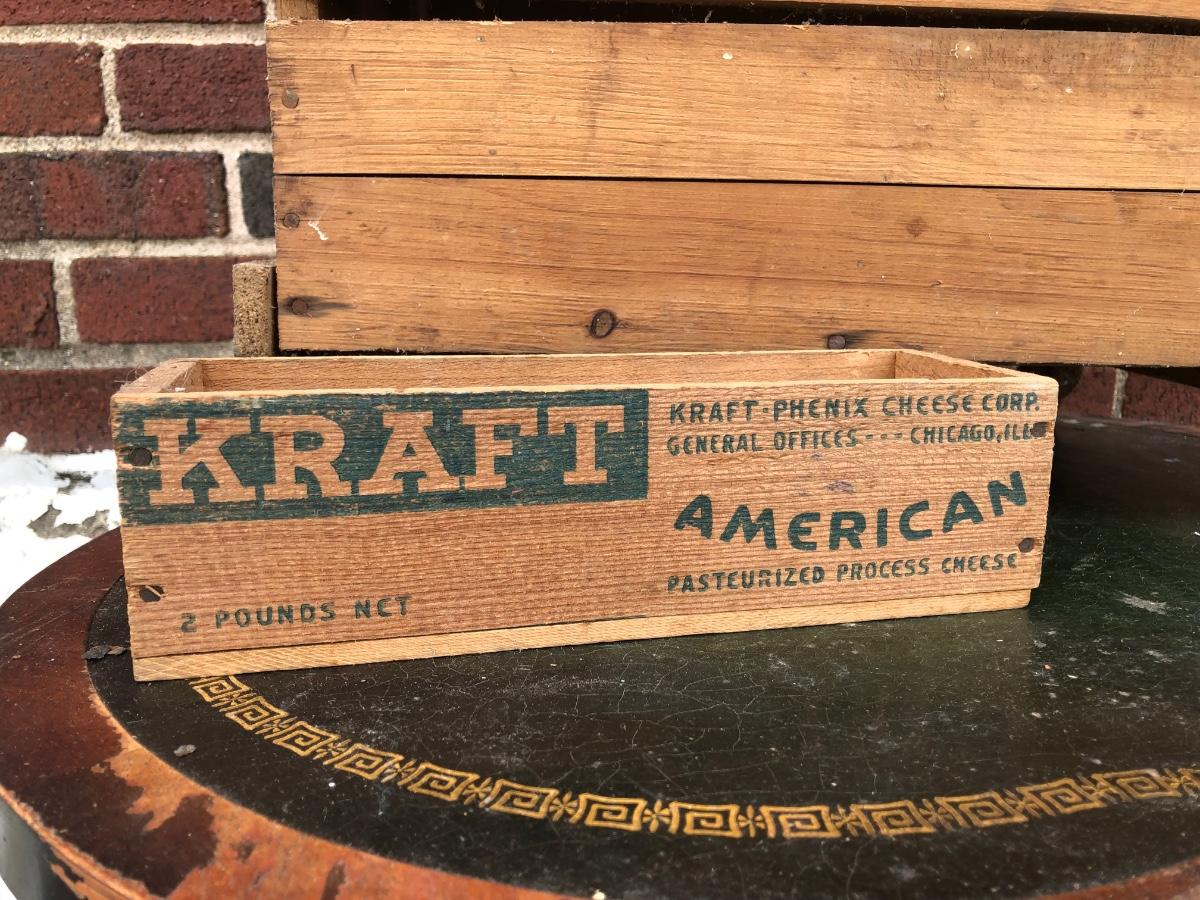 KRAFT
KRAFT-PHENIX CHEESE CORP.
GENERAL OFFICES--- CHICAGO, ILL
AMERICAN
PASTEURIZED PROCESS CHEESE
2 POUNDS NET